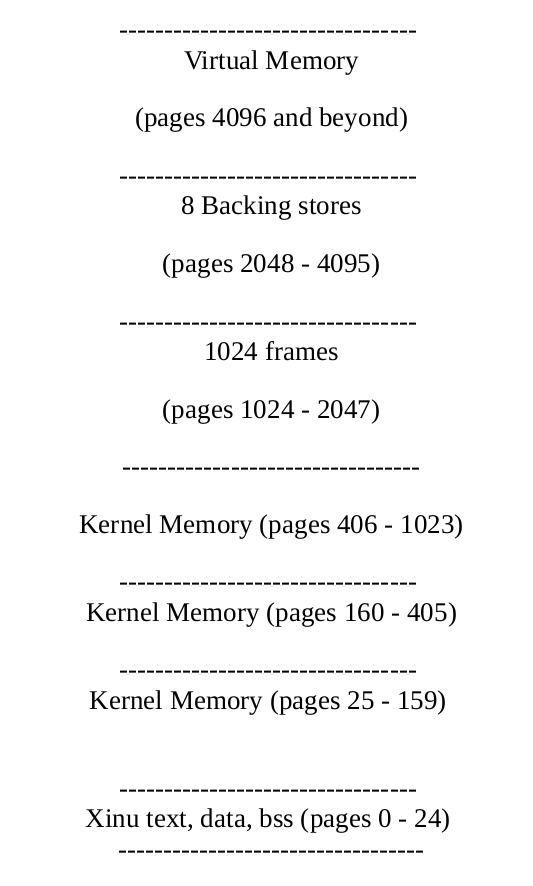 ---------------------------------
Virtual Memory
(pages 4096 and beyond)
---------------------------------
8 Backing stores
(pages 2048 - 4095)
---------------------------------
1024 frames
(pages 1024 - 2047)
---------------------------------
Kernel Memory (pages 406 - 1023)
---------------------------------
Kernel Memory (pages 160 - 405)
---------------------------------
Kernel Memory (pages 25 - 159)
---------------------------------
Xinu text, data, bss (pages 0 - 24)
----------------------------------